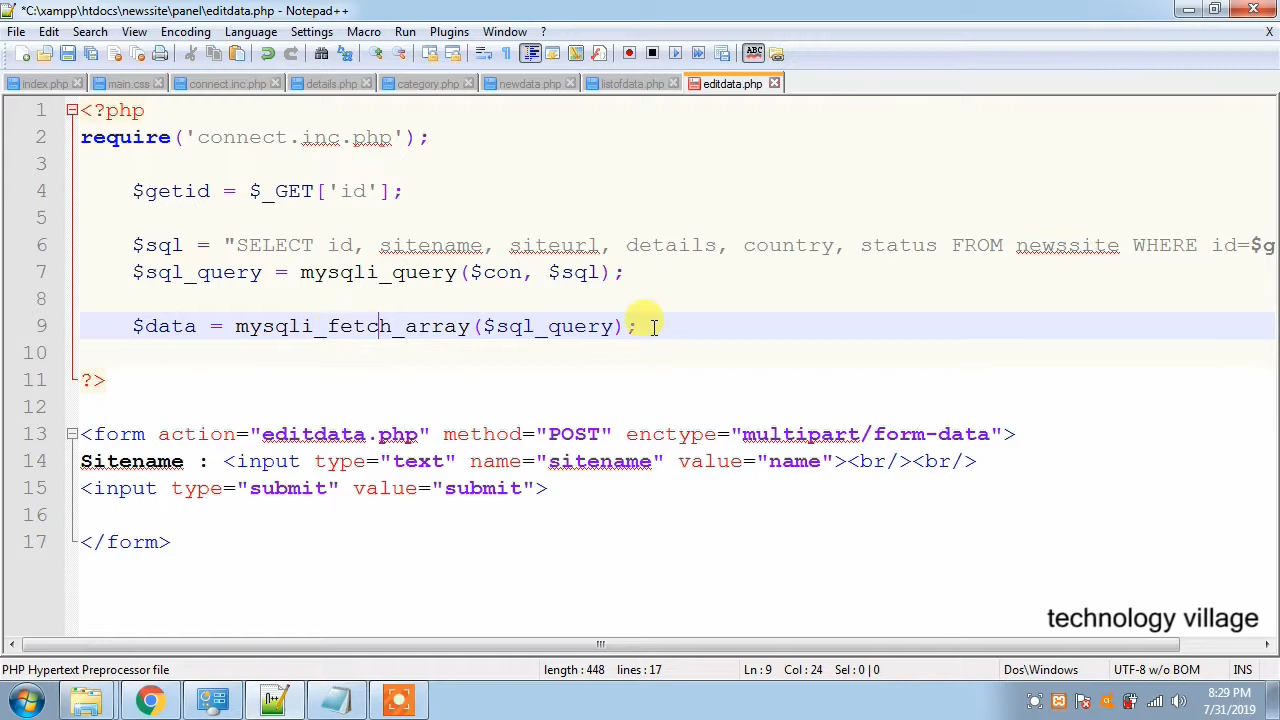 *C:\xampp\htdocs\newssite\panel\editdata.php - Notepad++
File Edit Search View Encoding Language Settings Macro Run Plugins Window ? X
index.php main.css connect.inc.php details.php category.php newdata.php listofdata.php editdata.php
1 <?php
2 require('connect.inc.php');
3
4 $getid = $_GET['id'];
5
6 $sql = "SELECT id, sitename, siteurl, details, country, status FROM newssite WHERE id=$g
7 $sql_query = mysqli_query($con, $sql);
8
9 $data = mysqli_fetch_array($sql_query);
10
11 ?>
12
13 <form action="editdata.php" method="POST" enctype="multipart/form-data">
14 Sitename : <input type="text" name="sitename" value="name"><br/><br/>
15 <input type="submit" value="submit">
16
17 </form>
technology village
PHP Hypertext Preprocessor file length : 448 lines : 17 Ln : 9 Col : 24 Sel : 0 | 0 Dos\Windows UTF-8 w/o BOM INS
8:29 PM
7/31/2019